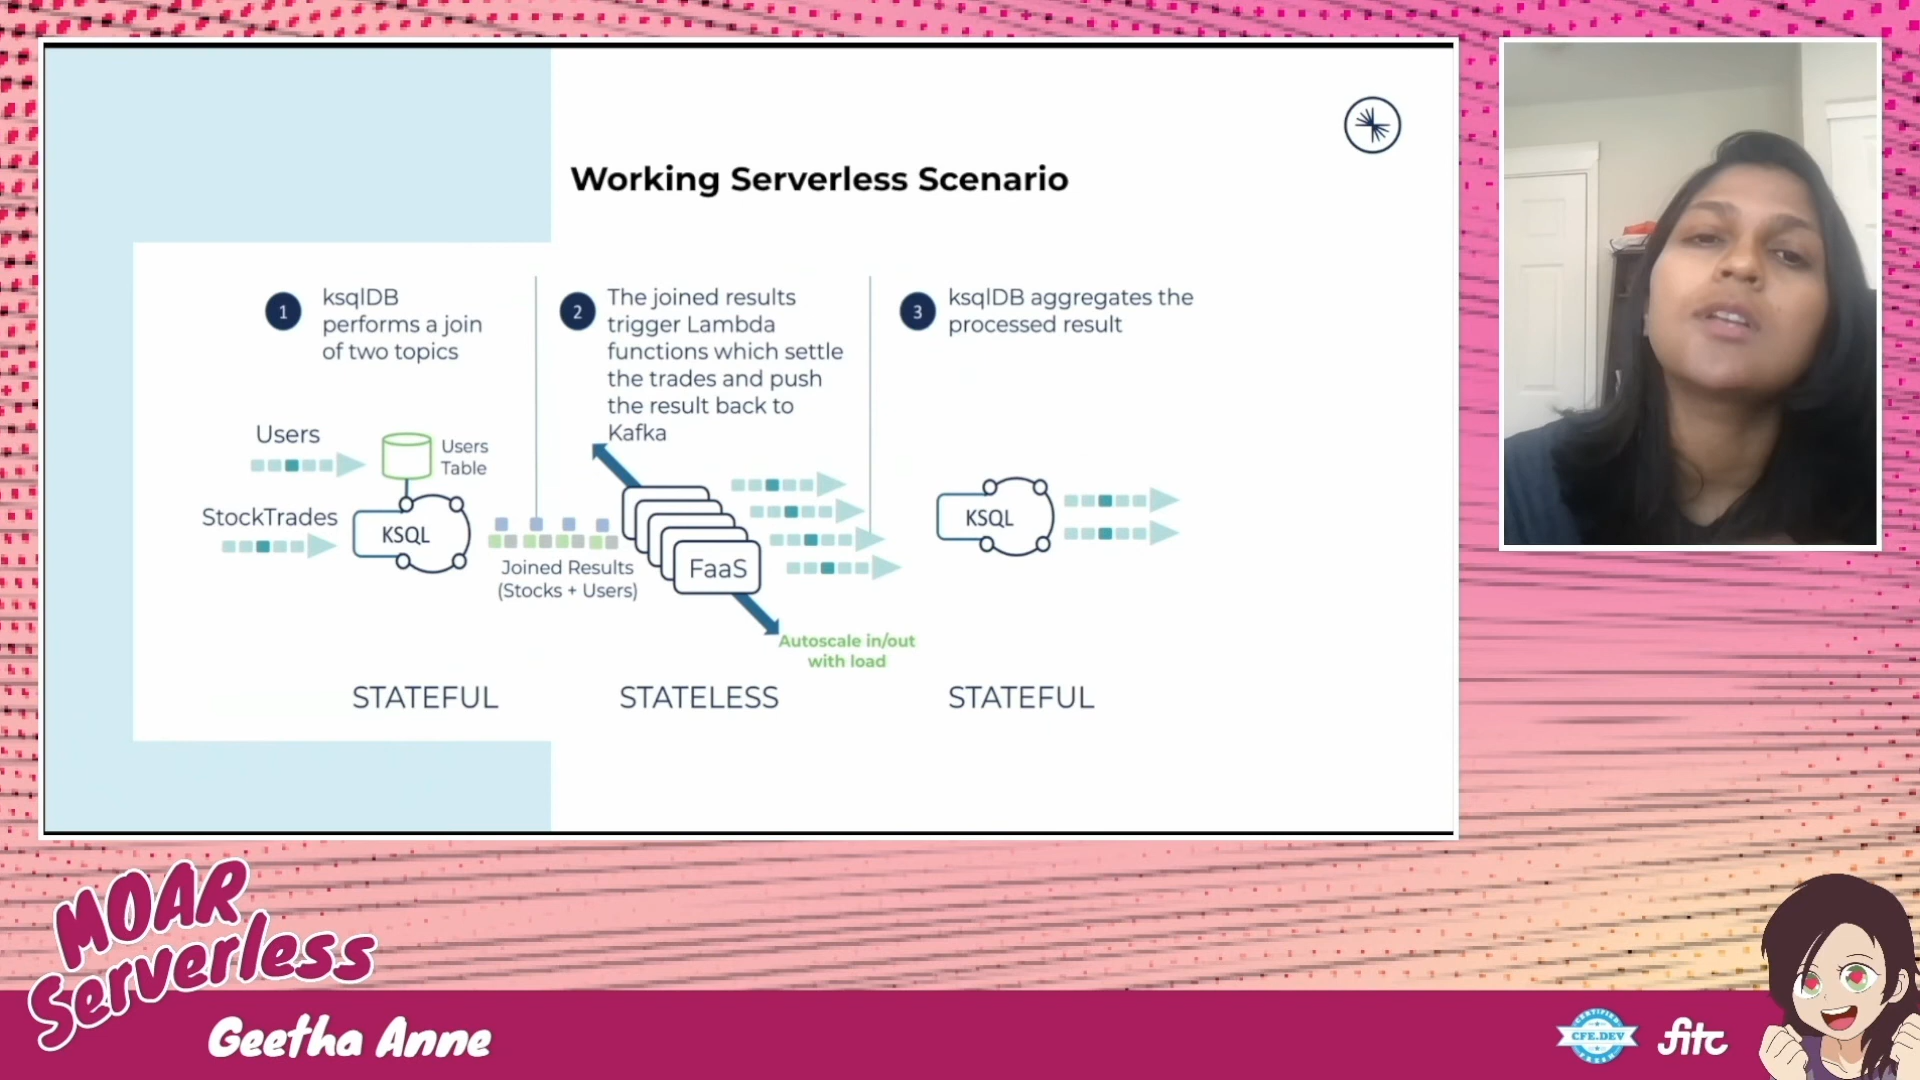 Working Serverless Scenario
1
ksqlDB
performs a join
of two topics
2
The joined results
trigger Lambda
functions which settle
the trades and push
the result back to
Kafka
3
ksqlDB aggregates the
processed result
Users
Users
Table
StockTrades
KSQL
Joined Results
(Stocks + Users)
FaaS
Autoscale in/out
with load
KSQL
STATEFUL
STATELESS
STATEFUL
MOAR
Serverless
Geetha Anne
CERTIFIED
CFE.DEV
fitc